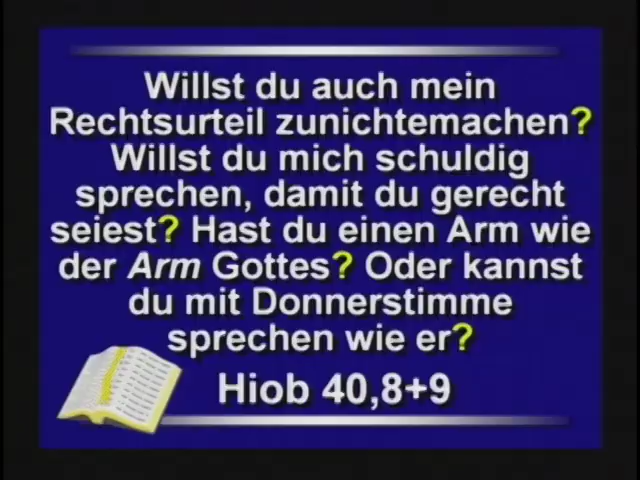 Willst du auch mein
Rechtsurteil zunichtemachen?
Willst du mich schuldig
sprechen, damit du gerecht
seiest? Hast du einen Arm wie
der Arm Gottes? Oder kannst
du mit Donnerstimme
sprechen wie er?
Hiob 40,8+9